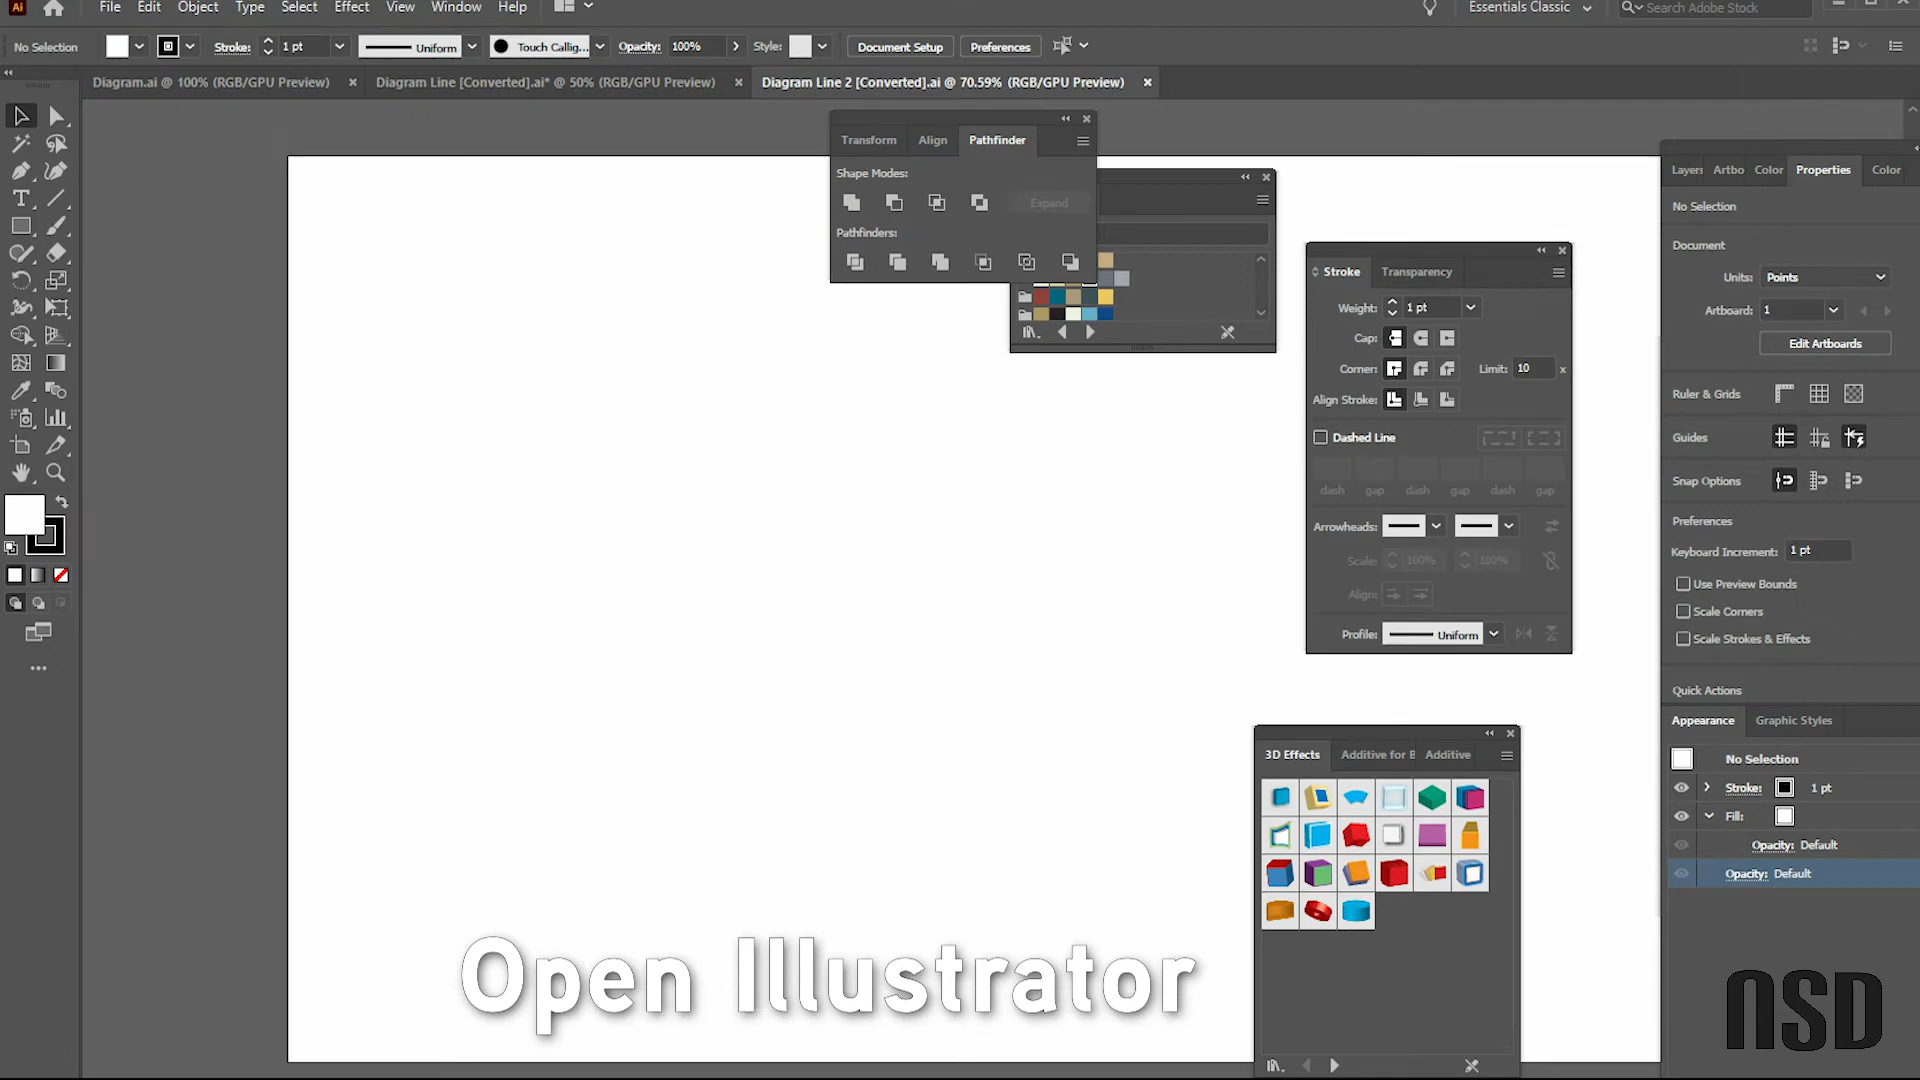 Ai File Edit Object Type Select Effect View Window Help Essentials Classic Search Adobe Stock
No Selection Stroke: 1 pt Uniform Touch Callig... Opacity: 100% Style: Document Setup Preferences
Diagram.ai @ 100% (RGB/GPU Preview) × Diagram Line [Converted].ai* @ 50% (RGB/GPU Preview) × Diagram Line 2 [Converted].ai @ 70.59% (RGB/GPU Preview) ×
Transform Align Pathfinder
Shape Modes:
Expand
Pathfinders:
Stroke Transparency
Weight: 1 pt
Cap:
Corner: Limit: 10 x
Align Stroke:
Dashed Line
dash gap dash gap dash gap
Arrowheads:
Scale: 100% 100%
Align:
Profile: Uniform
3D Effects Additive for B Additive
Layers Artbo Color Properties Color
No Selection
Document
Units: Points
Artboard: 1
Edit Artboards
Ruler & Grids
Guides
Snap Options
Preferences
Keyboard Increment: 1 pt
Use Preview Bounds
Scale Corners
Scale Strokes & Effects
Quick Actions
Appearance Graphic Styles
No Selection
Stroke: 1 pt
Fill:
Opacity: Default
Opacity: Default
Open Illustrator
NSD